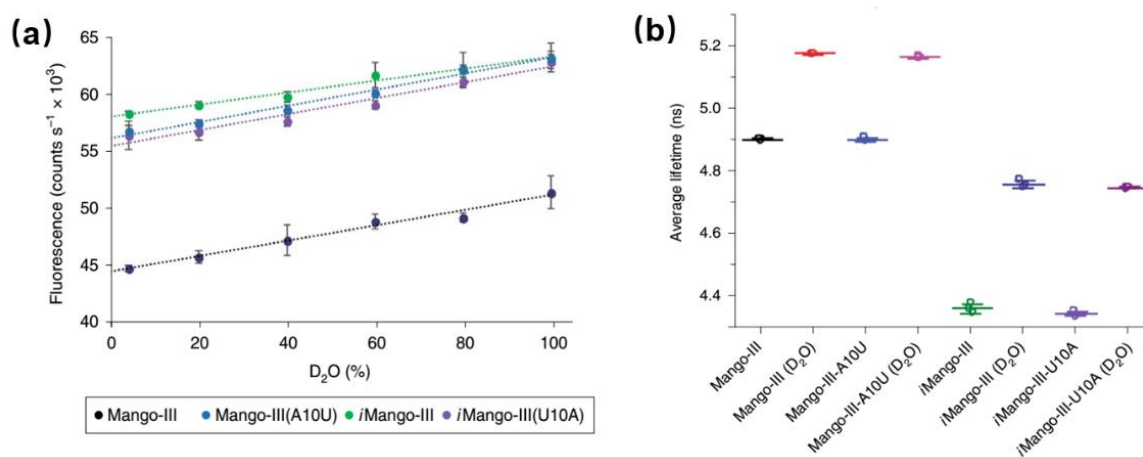 (a)
65
60
55
50
45
40
Fluorescence (counts s⁻¹ × 10³)
0 20 40 60 80 100
D₂O (%)
Mango-III Mango-III(A10U) iMango-III iMango-III(U10A)
(b)
5.2
5.0
4.8
4.6
4.4
Average lifetime (ns)
Mango-III
Mango-III (D₂O)
Mango-III-A10U
Mango-III-A10U (D₂O)
iMango-III
iMango-III (D₂O)
iMango-III-U10A
iMango-III-U10A (D₂O)